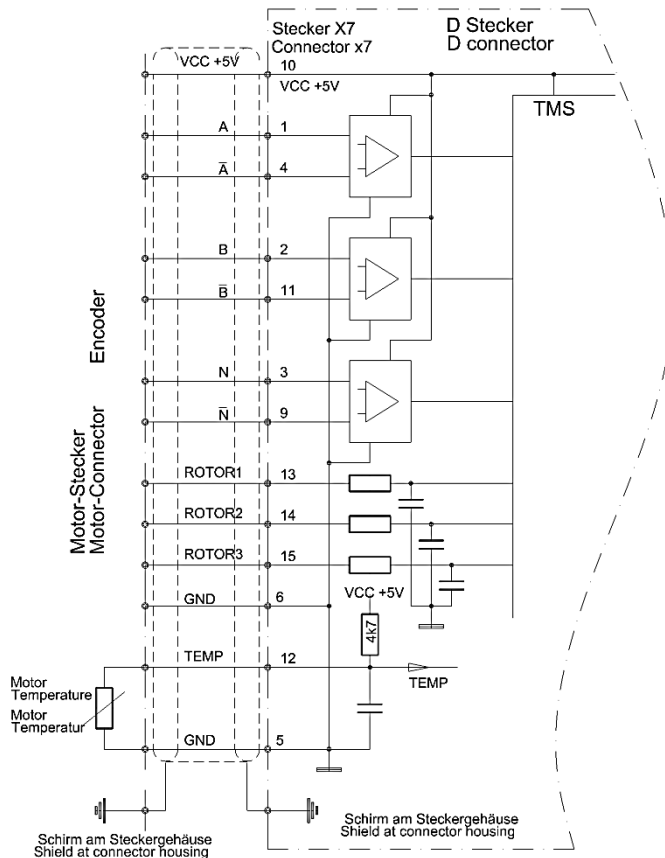 Stecker X7
Connector x7
D Stecker
D connector
VCC +5V
10
VCC +5V
TMS
A
1
A̅
4
B
2
B̅
11
N
3
N̅
9
Encoder
Motor-Stecker
Motor-Connector
ROTOR1
13
ROTOR2
14
ROTOR3
15
GND
6
VCC +5V
4k7
TEMP
12
TEMP
Motor
Temperature
Motor
Temperatur
GND
5
Schirm am Steckergehäuse
Shield at connector housing
Schirm am Steckergehäuse
Shield at connector housing